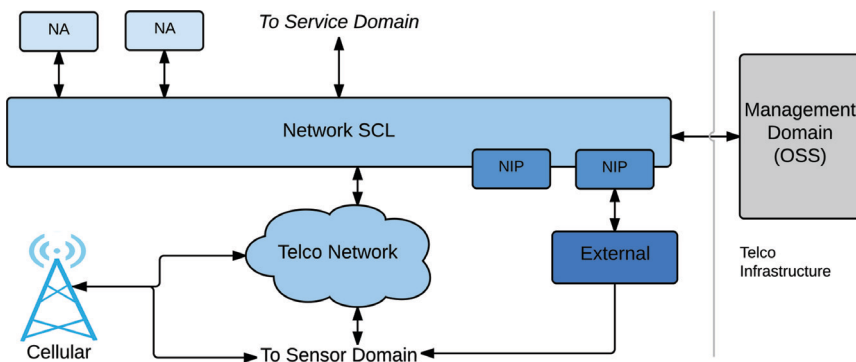 NA
NA
To Service Domain
Network SCL
Management
Domain
(OSS)
NIP
NIP
Telco Network
External
Telco
Infrastructure
Cellular
To Sensor Domain